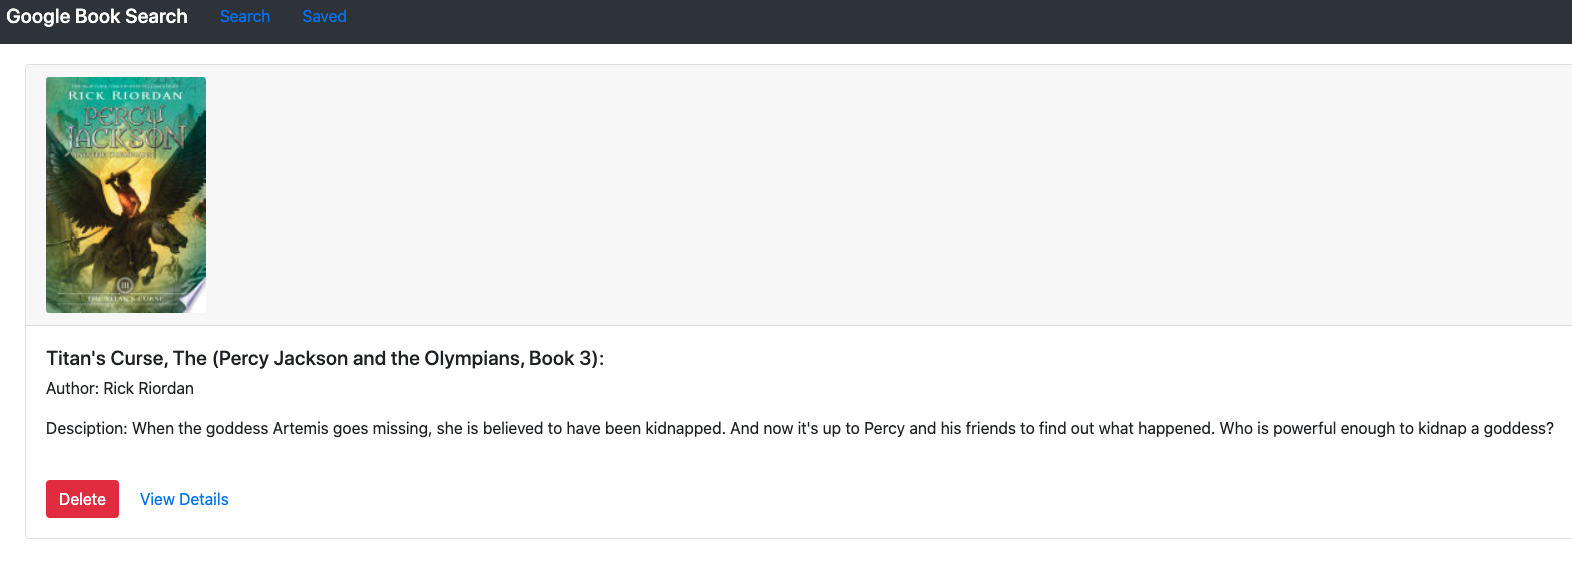 Google Book Search Search Saved
RICK RIORDAN
PERCY
JACKSON
AND THE OLYMPIANS
III
THE TITAN'S CURSE
Titan's Curse, The (Percy Jackson and the Olympians, Book 3):
Author: Rick Riordan
Desciption: When the goddess Artemis goes missing, she is believed to have been kidnapped. And now it's up to Percy and his friends to find out what happened. Who is powerful enough to kidnap a goddess?
Delete View Details